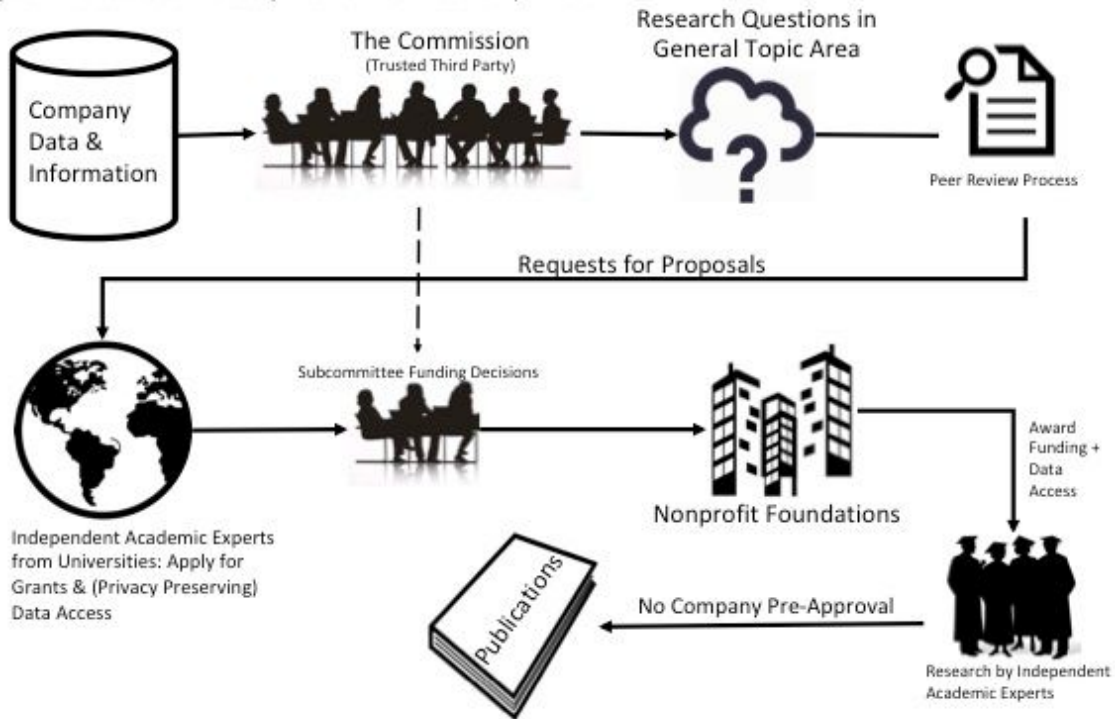 Research Questions in
General Topic Area
The Commission
(Trusted Third Party)
Company
Data &
Information
Peer Review Process
Requests for Proposals
Subcommittee Funding Decisions
Award
Funding +
Data
Access
Nonprofit Foundations
Independent Academic Experts
from Universities: Apply for
Grants & (Privacy Preserving)
Data Access
Publications
No Company Pre-Approval
Research by Independent
Academic Experts